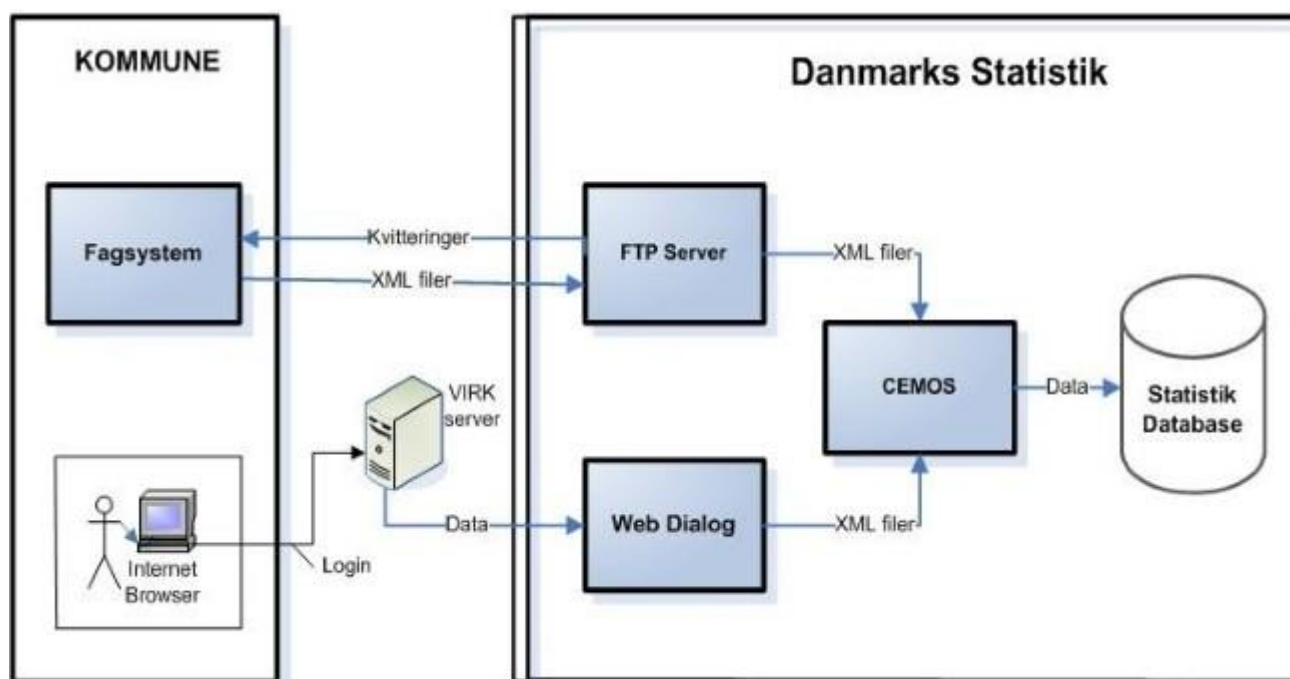 KOMMUNE
Danmarks Statistik
Fagsystem
Kvitteringer
XML filer
FTP Server
XML filer
CEMOS
Data
Statistik
Database
VIRK
server
Internet
Browser
Login
Data
Web Dialog
XML filer